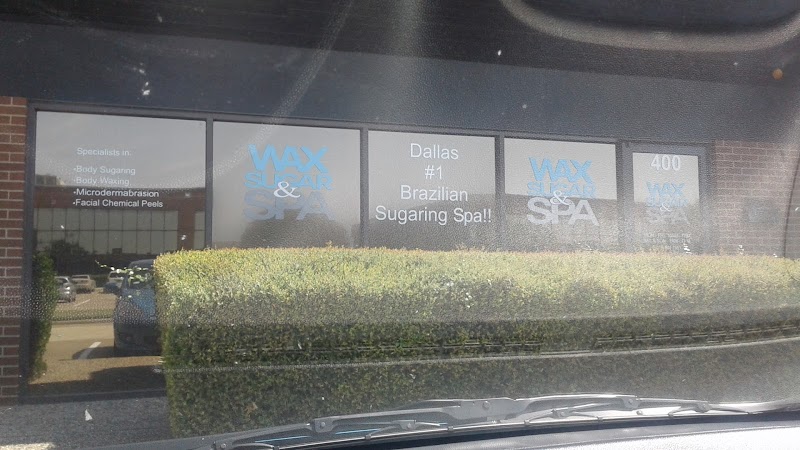 Specialists in:
•Body Sugaring
•Body Waxing
•Microdermabrasion
•Facial Chemical Peels
WAX
SUGAR
&
SPA
Dallas
#1
Brazilian
Sugaring Spa!!
WAX
SUGAR
&
SPA
400
WAX
SUGAR
&
SPA